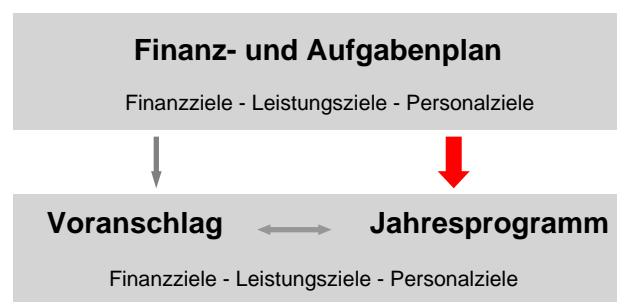 Finanz- und Aufgabenplan
Finanzziele - Leistungsziele - Personalziele
Voranschlag Jahresprogramm
Finanzziele - Leistungsziele - Personalziele